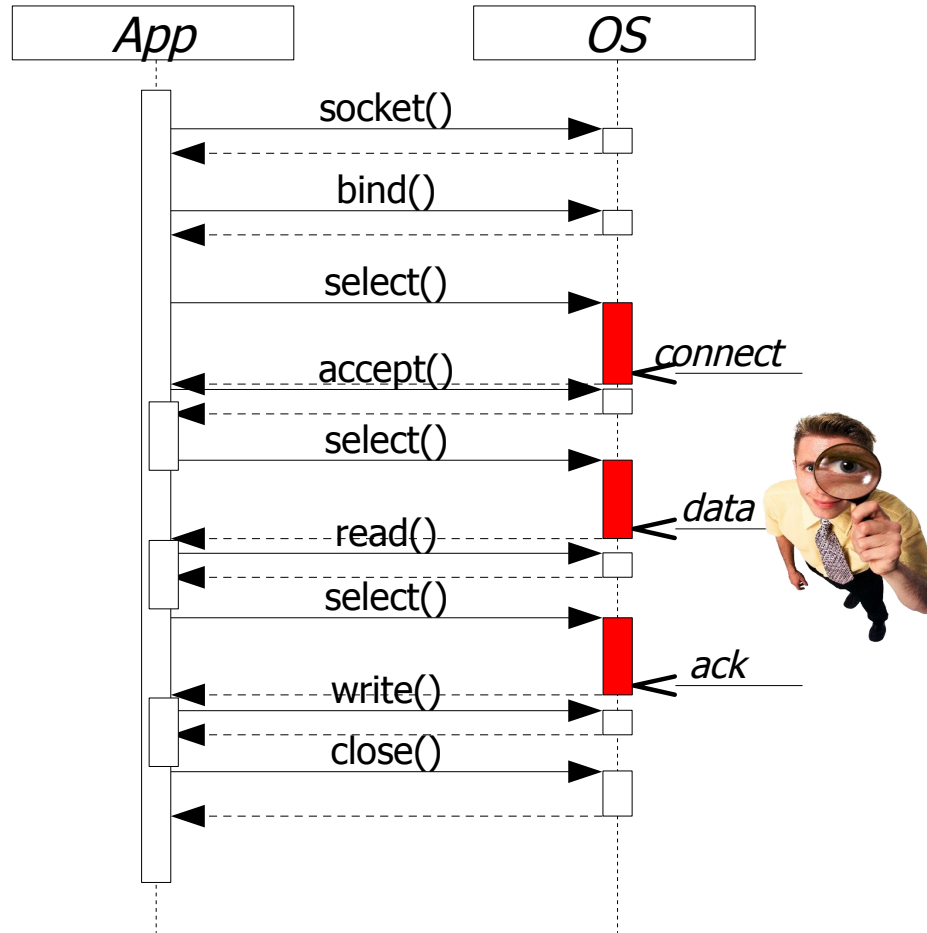 App
OS
socket()
bind()
select()
connect
accept()
select()
data
read()
select()
ack
write()
close()